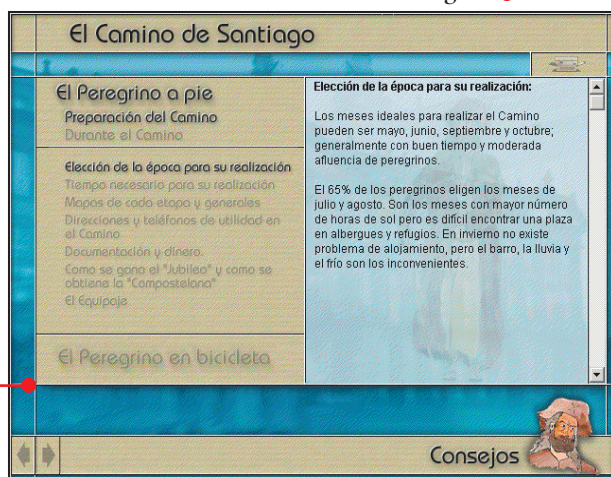 El Camino de Santiago
El Peregrino a pie
Preparación del Camino
Durante el Camino
Elección de la época para su realización
Tiempo necesario para su realización
Mapas de cada etapa y generales
Direcciones y teléfonos de utilidad en
el Camino
Documentación y dinero.
Como se gana el "Jubileo" y como se
obtiene la "Compostelana"
El Equipaje
El Peregrino en bicicleta
Elección de la época para su realización:
Los meses ideales para realizar el Camino
pueden ser mayo, junio, septiembre y octubre;
generalmente con buen tiempo y moderada
afluencia de peregrinos.
El 65% de los peregrinos eligen los meses de
julio y agosto. Son los meses con mayor número
de horas de sol pero es difícil encontrar una plaza
en albergues y refugios. En invierno no existe
problema de alojamiento, pero el barro, la lluvia y
el frío son los inconvenientes.
Consejos